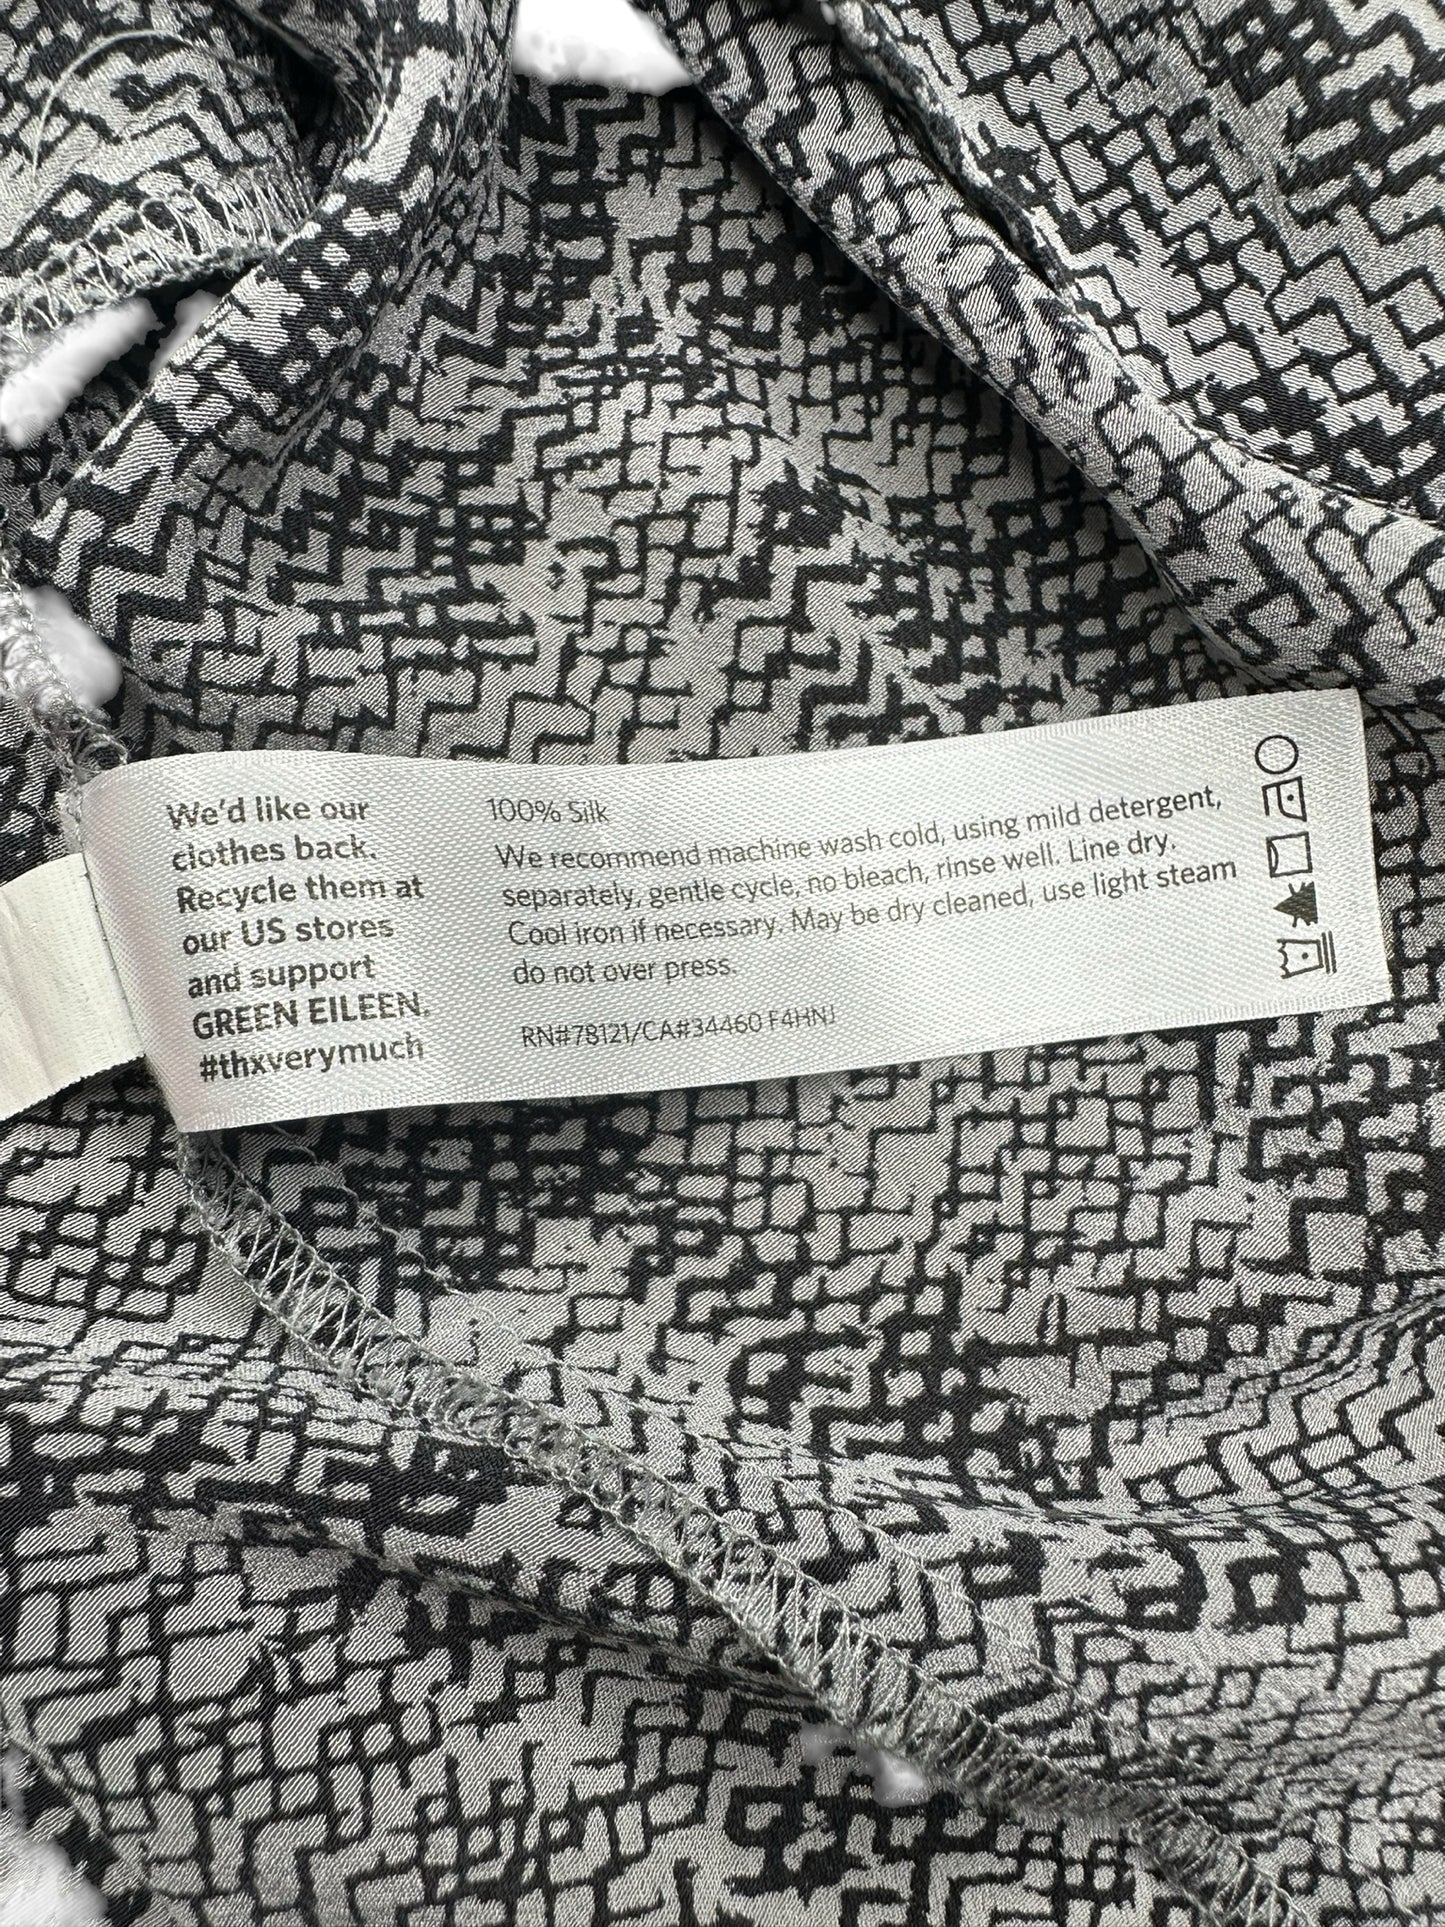 We'd like our
clothes back.
Recycle them at
our US stores
and support
GREEN EILEEN.
#thxverymuch
100% Silk
We recommend machine wash cold, using mild detergent,
separately, gentle cycle, no bleach, rinse well. Line dry.
Cool iron if necessary. May be dry cleaned, use light steam
do not over press.
RN#78121/CA#34460 F4HNJ